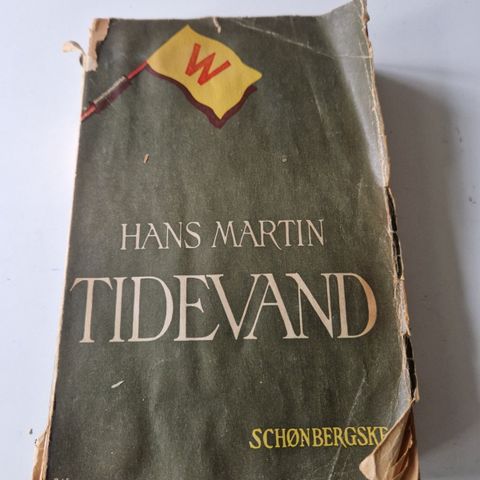 W
HANS MARTIN
TIDEVAND
SCHØNBERGSKE